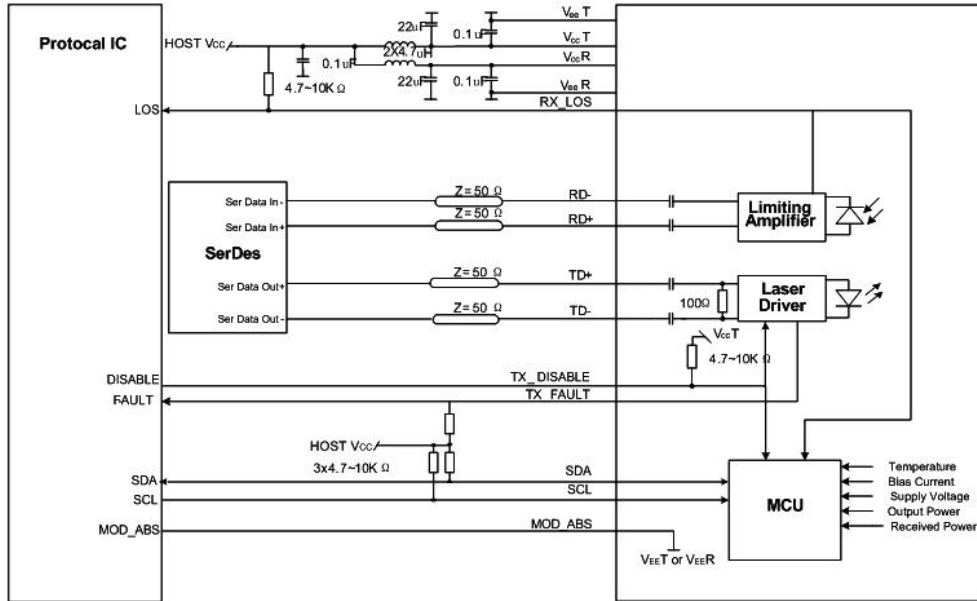 Protocal IC
HOST Vcc
22uF
0.1uF
VeeT
VccT
VccR
VeeR
2X4.7uH
0.1uF
22uF
0.1uF
4.7~10K Ω
LOS
RX_LOS
SerDes
Ser Data In-
Ser Data In+
Ser Data Out+
Ser Data Out-
Z=50 Ω
RD-
Z=50 Ω
RD+
Z=50 Ω
TD+
Z=50 Ω
TD-
Limiting
Amplifier
100Ω
Laser
Driver
VccT
4.7~10K Ω
DISABLE
TX_DISABLE
FAULT
TX_FAULT
HOST Vcc
3x4.7~10K Ω
SDA
SDA
SCL
SCL
MOD_ABS
MOD_ABS
VEET or VEER
MCU
Temperature
Bias Current
Supply Voltage
Output Power
Received Power